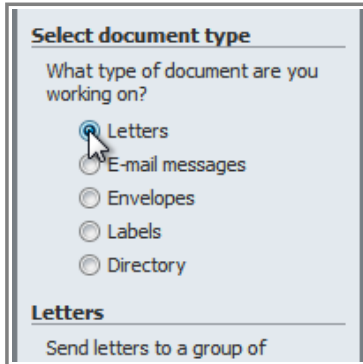 Select document type
What type of document are you
working on?
Letters
E-mail messages
Envelopes
Labels
Directory
Letters
Send letters to a group of